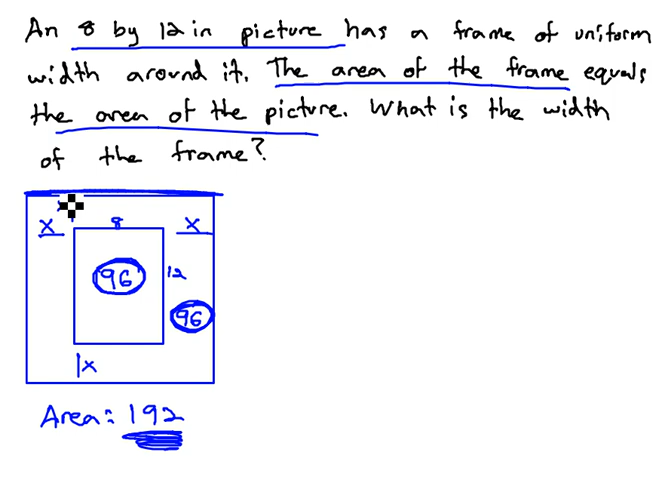 An 8 by 12 in picture has a frame of uniform
width around it. The area of the frame equals
the area of the picture. What is the width
of the frame?
x 8 x
96 12
96
x
Area: 192